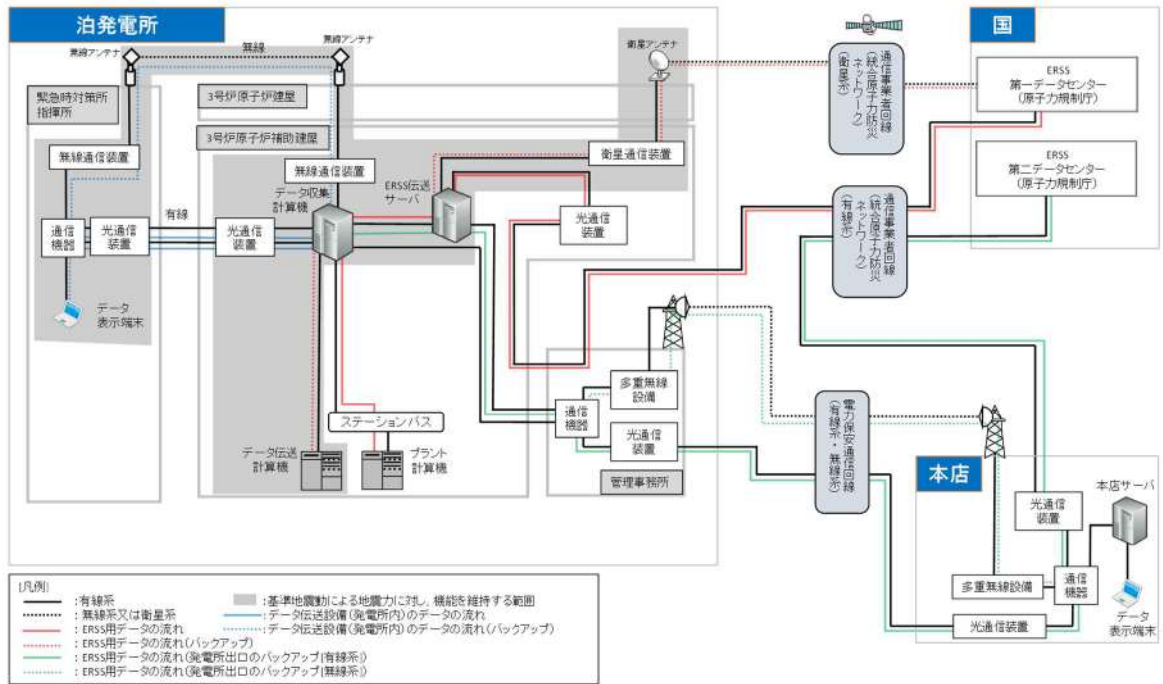 泊発電所
国
無線アンテナ
無線
無線アンテナ
衛星アンテナ
通信事業者回線
(統合原子力防災
ネットワーク)
(衛星系)
ERSS
第一データセンター
(原子力規制庁)
緊急時対策所
指揮所
3号炉原子炉建屋
3号炉原子炉補助建屋
無線通信装置
無線通信装置
衛星通信装置
ERSS
第二データセンター
(原子力規制庁)
データ収集
計算機
ERSS伝送
サーバ
通信事業者回線
(統合原子力防災
ネットワーク)
(有線系)
有線
通信
機器
光通信
装置
光通信
装置
光通信
装置
データ
表示端末
多重無線
設備
通信
機器
光通信
装置
管理事務所
ステーションバス
データ伝送
計算機
プラント
計算機
電力保安通信回線
(有線系・無線系)
本店
本店サーバ
光通信
装置
多重無線設備
通信
機器
光通信装置
データ
表示端末
[凡例]
:有線系
:基準地震動による地震力に対し,機能を維持する範囲
:無線系又は衛星系
:データ伝送設備(発電所内)のデータの流れ
:ERSS用データの流れ
:データ伝送設備(発電所内)のデータの流れ(バックアップ)
:ERSS用データの流れ(バックアップ)
:ERSS用データの流れ(発電所出口のバックアップ[有線系])
:ERSS用データの流れ(発電所出口のバックアップ[無線系])